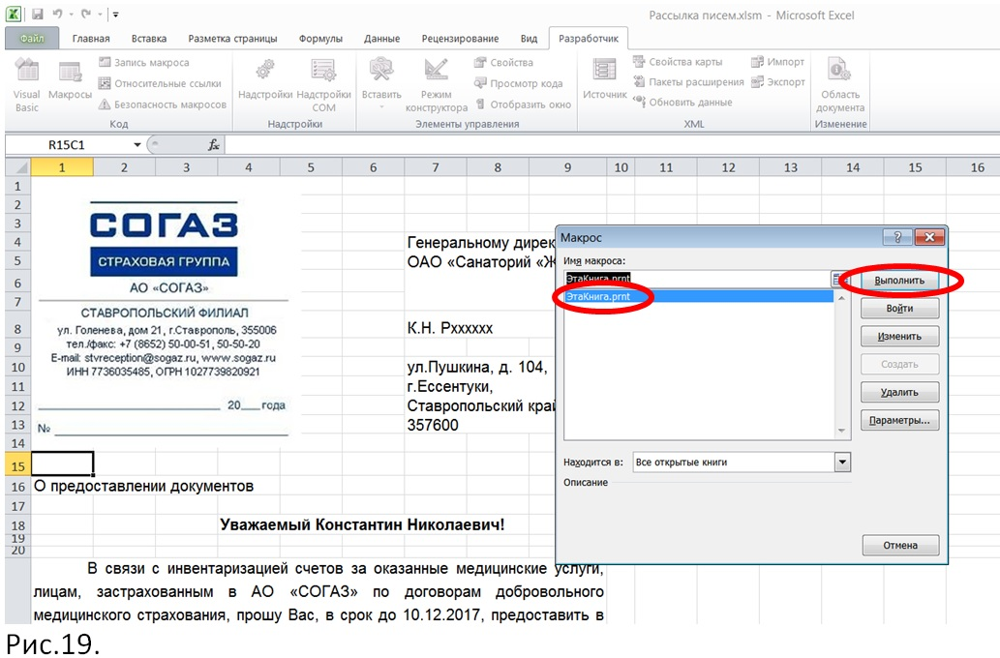 Рассылка писем.xlsm - Microsoft Excel
Файл Главная Вставка Разметка страницы Формулы Данные Рецензирование Вид Разработчик
Visual Basic
Макросы
Запись макроса
Относительные ссылки
Безопасность макросов
Код
Надстройки
Надстройки COM
Надстройки
Вставить
Режим конструктора
Свойства
Просмотр кода
Отобразить окно
Элементы управления
Источник
Свойства карты
Пакеты расширения
Обновить данные
Импорт
Экспорт
XML
Область документа
Изменение
R15C1 fx
1 2 3 4 5 6 7 8 9 10 11 12 13 14 15 16
1
2
3
4
5
6
7
8
9
10
11
12
13
14
15
16
17
18
19
20
СОГАЗ
СТРАХОВАЯ ГРУППА
АО «СОГАЗ»
СТАВРОПОЛЬСКИЙ ФИЛИАЛ
ул. Голенева, дом 21, г.Ставрополь, 355006
тел./факс: +7 (8652) 50-00-51, 50-50-20
E-mail: stvreception@sogaz.ru, www.sogaz.ru
ИНН 7736035485, ОГРН 1027739820921
20___года
№
Генеральному дирек
ОАО «Санаторий «Ж
К.Н. Рxxxxxx
ул.Пушкина, д. 104,
г.Ессентуки,
Ставропольский край
357600
О предоставлении документов
Уважаемый Константин Николаевич!
В связи с инвентаризацией счетов за оказанные медицинские услуги,
лицам, застрахованным в АО «СОГАЗ» по договорам добровольного
медицинского страхования, прошу Вас, в срок до 10.12.2017, предоставить в
Макрос
Имя макроса:
ЭтаКнига.prnt
ЭтаКнига.prnt
Выполнить
Войти
Изменить
Создать
Удалить
Параметры...
Находится в: Все открытые книги
Описание
Отмена
Рис.19.